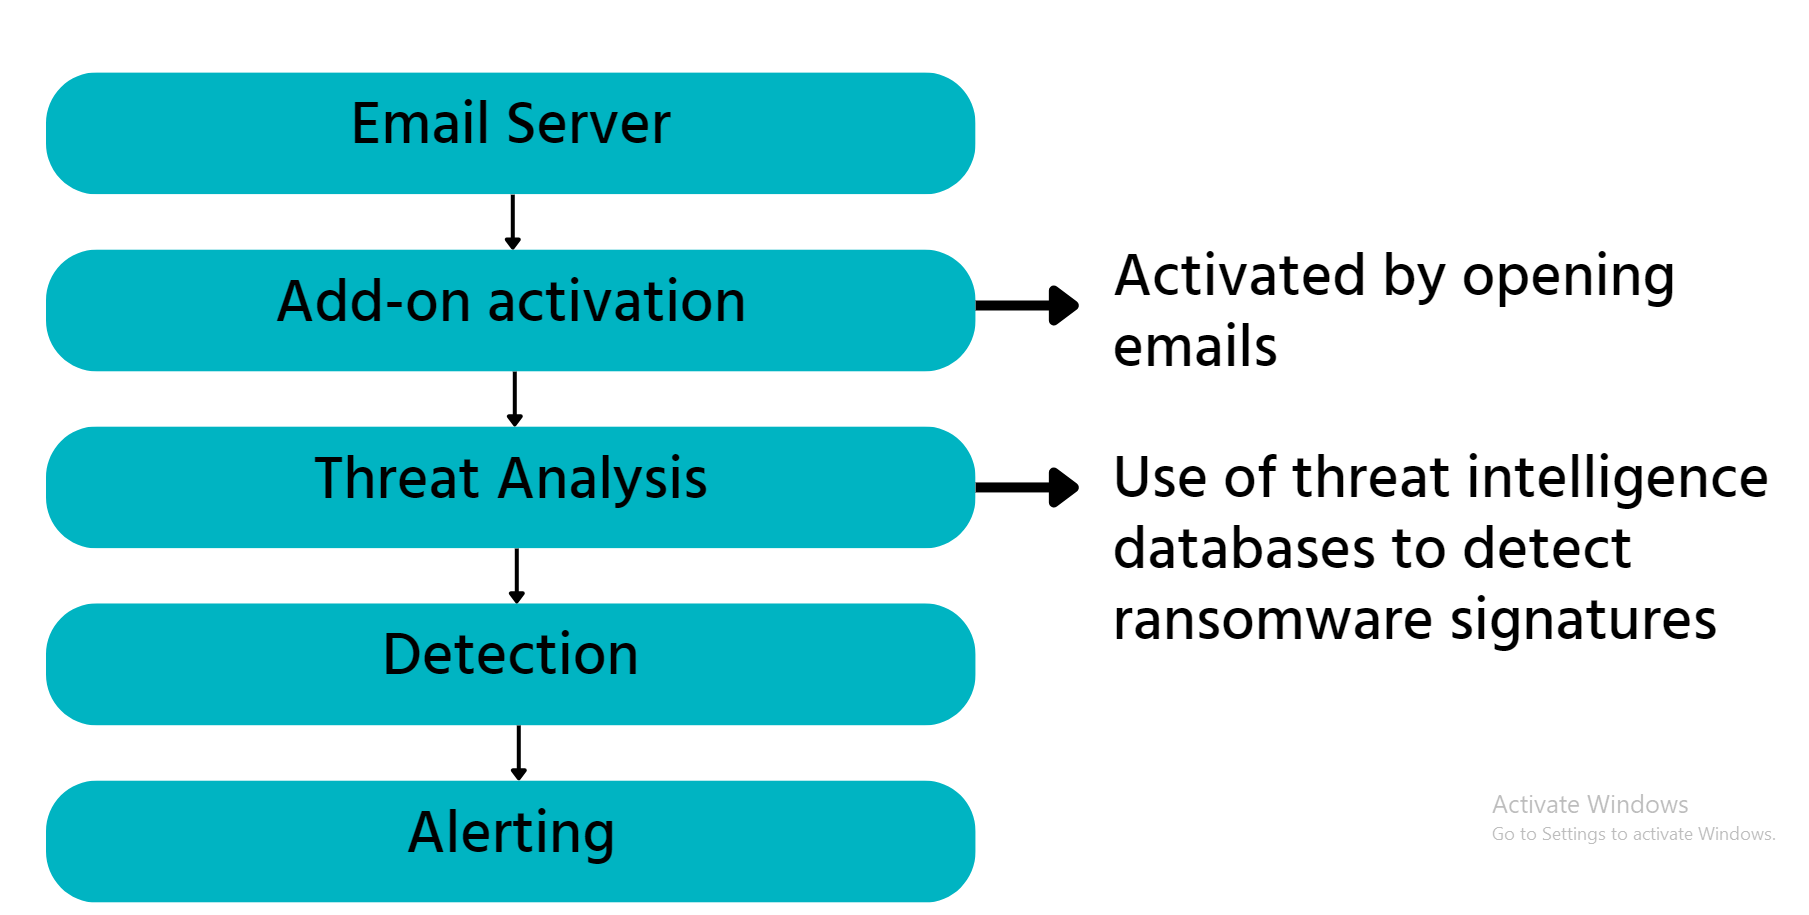 Email Server
Add-on activation
Activated by opening
emails
Threat Analysis
Use of threat intelligence
databases to detect
ransomware signatures
Detection
Alerting
Activate Windows
Go to Settings to activate Windows.